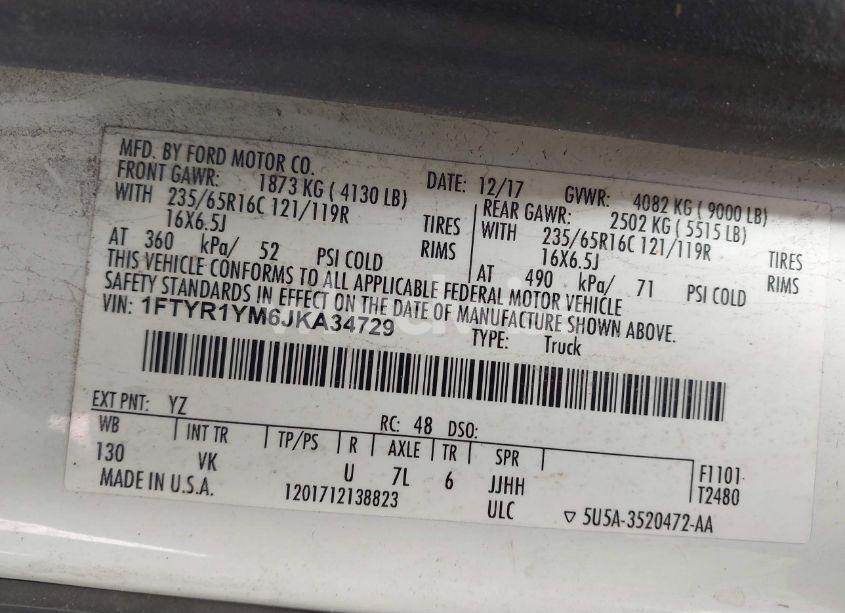 MFD. BY FORD MOTOR CO. DATE: 12/17 GVWR: 4082 KG ( 9000 LB)
FRONT GAWR: 1873 KG ( 4130 LB) REAR GAWR: 2502 KG ( 5515 LB)
WITH 235/65R16C 121/119R TIRES WITH 235/65R16C 121/119R TIRES
16X6.5J RIMS 16X6.5J RIMS
AT 360 kPa/ 52 PSI COLD AT 490 kPa/ 71 PSI COLD
THIS VEHICLE CONFORMS TO ALL APPLICABLE FEDERAL MOTOR VEHICLE
SAFETY STANDARDS IN EFFECT ON THE DATE OF MANUFACTURE SHOWN ABOVE.
VIN: 1FTYR1YM6JKA34729 TYPE: Truck
EXT PNT: YZ RC: 48 DSO:
WB INT TR TP/PS R AXLE TR SPR
130 VK U 7L 6 JJHH F1101
T2480
MADE IN U.S.A. 1201712138823 ULC ▽ 5U5A-3520472-AA